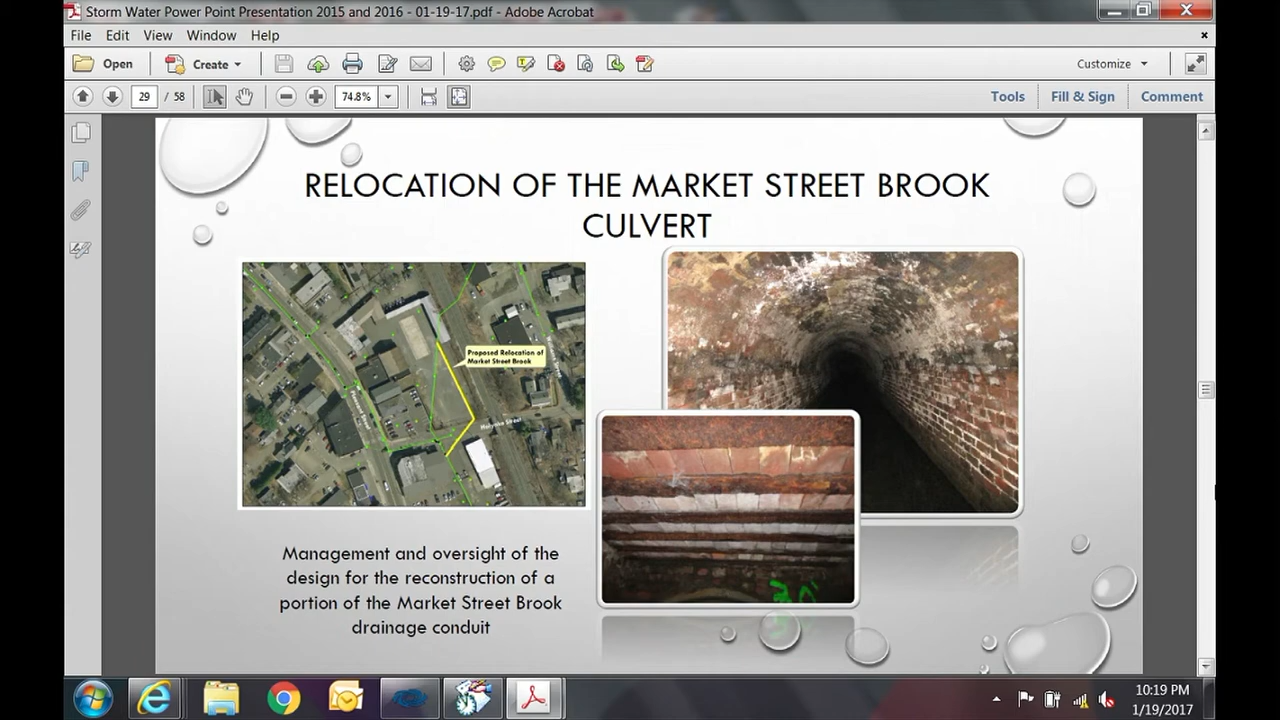 Storm Water Power Point Presentation 2015 and 2016 - 01-19-17.pdf - Adobe Acrobat
File Edit View Window Help
Open Create Customize
29 / 58 74.8% Tools Fill & Sign Comment
RELOCATION OF THE MARKET STREET BROOK
CULVERT
Proposed Relocation of
Market Street Brook
Holyoke Street
Management and oversight of the
design for the reconstruction of a
portion of the Market Street Brook
drainage conduit
10:19 PM
1/19/2017